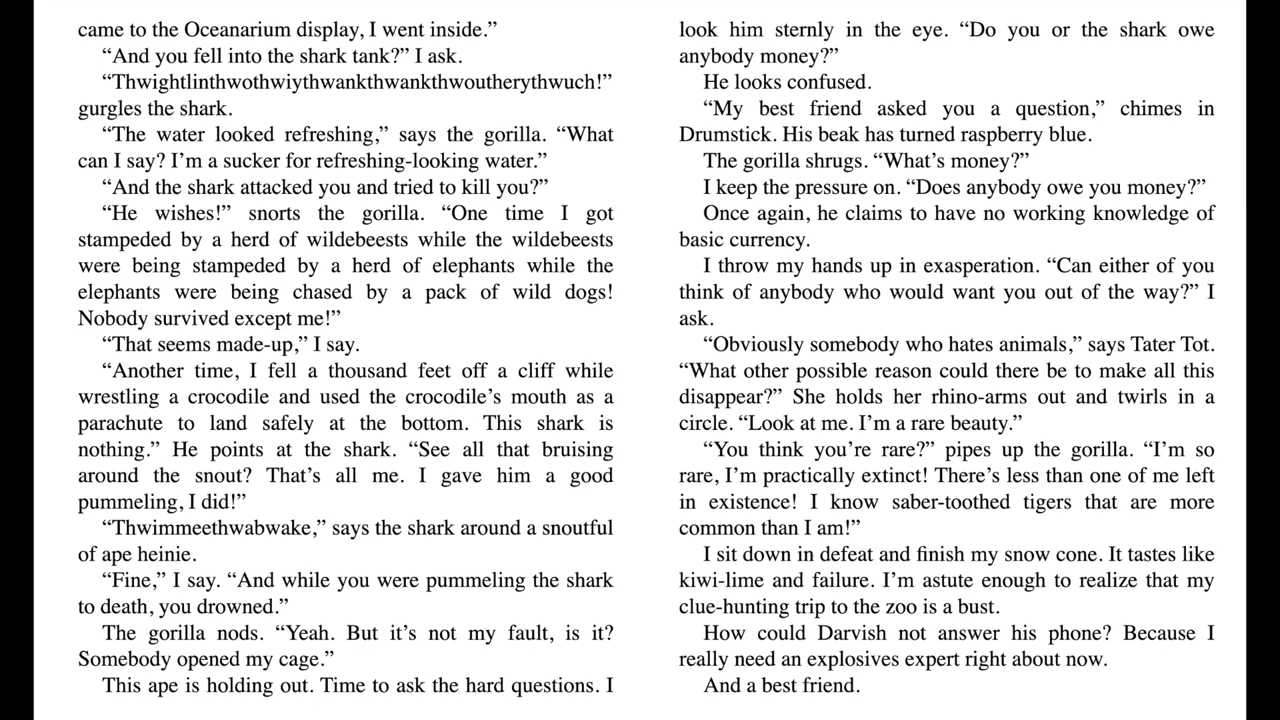 came to the Oceanarium display, I went inside.”
“And you fell into the shark tank?” I ask.
“Thwightlinthwothwiythwankthwankthwoutherythwuch!”
gurgles the shark.
“The water looked refreshing,” says the gorilla. “What
can I say? I’m a sucker for refreshing-looking water.”
“And the shark attacked you and tried to kill you?”
“He wishes!” snorts the gorilla. “One time I got
stampeded by a herd of wildebeests while the wildebeests
were being stampeded by a herd of elephants while the
elephants were being chased by a pack of wild dogs!
Nobody survived except me!”
“That seems made-up,” I say.
“Another time, I fell a thousand feet off a cliff while
wrestling a crocodile and used the crocodile’s mouth as a
parachute to land safely at the bottom. This shark is
nothing.” He points at the shark. “See all that bruising
around the snout? That’s all me. I gave him a good
pummeling, I did!”
“Thwimmeethwabwake,” says the shark around a snoutful
of ape heinie.
“Fine,” I say. “And while you were pummeling the shark
to death, you drowned.”
The gorilla nods. “Yeah. But it’s not my fault, is it?
Somebody opened my cage.”
This ape is holding out. Time to ask the hard questions. I
look him sternly in the eye. “Do you or the shark owe
anybody money?”
He looks confused.
“My best friend asked you a question,” chimes in
Drumstick. His beak has turned raspberry blue.
The gorilla shrugs. “What’s money?”
I keep the pressure on. “Does anybody owe you money?”
Once again, he claims to have no working knowledge of
basic currency.
I throw my hands up in exasperation. “Can either of you
think of anybody who would want you out of the way?” I
ask.
“Obviously somebody who hates animals,” says Tater Tot.
“What other possible reason could there be to make all this
disappear?” She holds her rhino-arms out and twirls in a
circle. “Look at me. I’m a rare beauty.”
“You think you’re rare?” pipes up the gorilla. “I’m so
rare, I’m practically extinct! There’s less than one of me left
in existence! I know saber-toothed tigers that are more
common than I am!”
I sit down in defeat and finish my snow cone. It tastes like
kiwi-lime and failure. I’m astute enough to realize that my
clue-hunting trip to the zoo is a bust.
How could Darvish not answer his phone? Because I
really need an explosives expert right about now.
And a best friend.